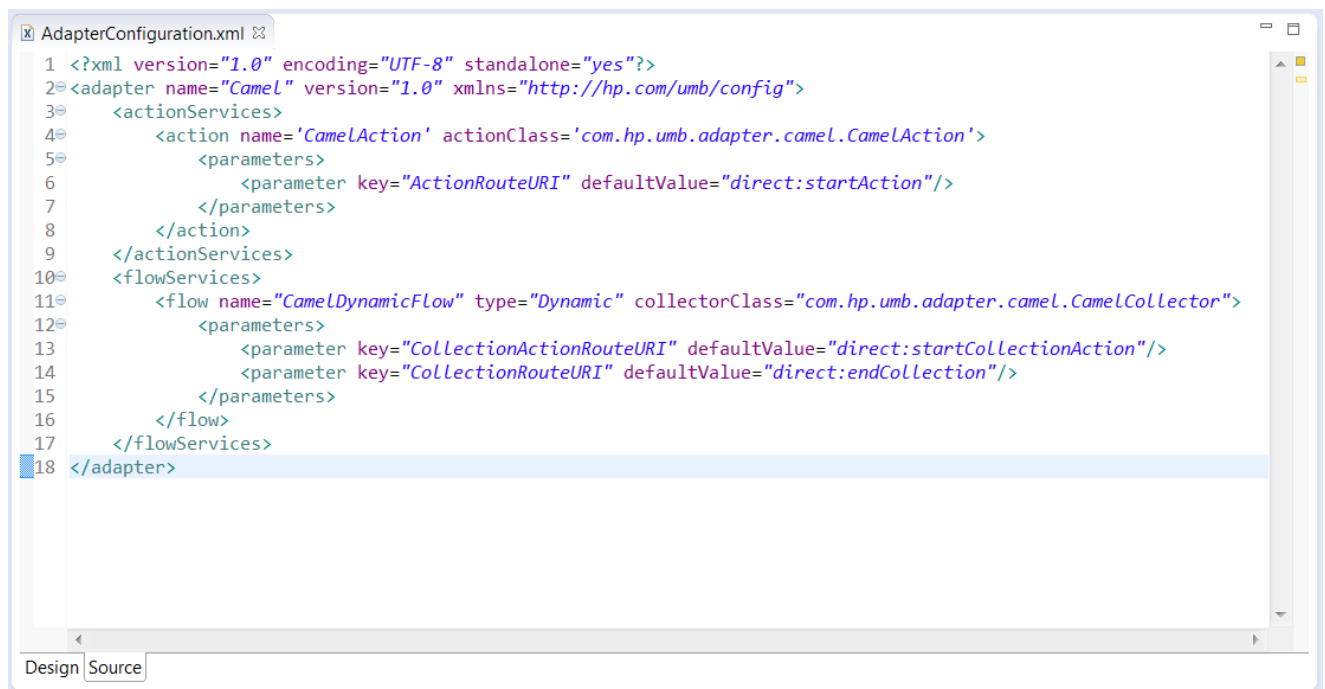 AdapterConfiguration.xml
1 <?xml version="1.0" encoding="UTF-8" standalone="yes"?>
2 <adapter name="Camel" version="1.0" xmlns="http://hp.com/umb/config">
3     <actionServices>
4         <action name='CamelAction' actionClass='com.hp.umb.adapter.camel.CamelAction'>
5             <parameters>
6                 <parameter key="ActionRouteURI" defaultValue="direct:startAction"/>
7             </parameters>
8         </action>
9     </actionServices>
10     <flowServices>
11         <flow name="CamelDynamicFlow" type="Dynamic" collectorClass="com.hp.umb.adapter.camel.CamelCollector">
12             <parameters>
13                 <parameter key="CollectionActionRouteURI" defaultValue="direct:startCollectionAction"/>
14                 <parameter key="CollectionRouteURI" defaultValue="direct:endCollection"/>
15             </parameters>
16         </flow>
17     </flowServices>
18 </adapter>
Design Source